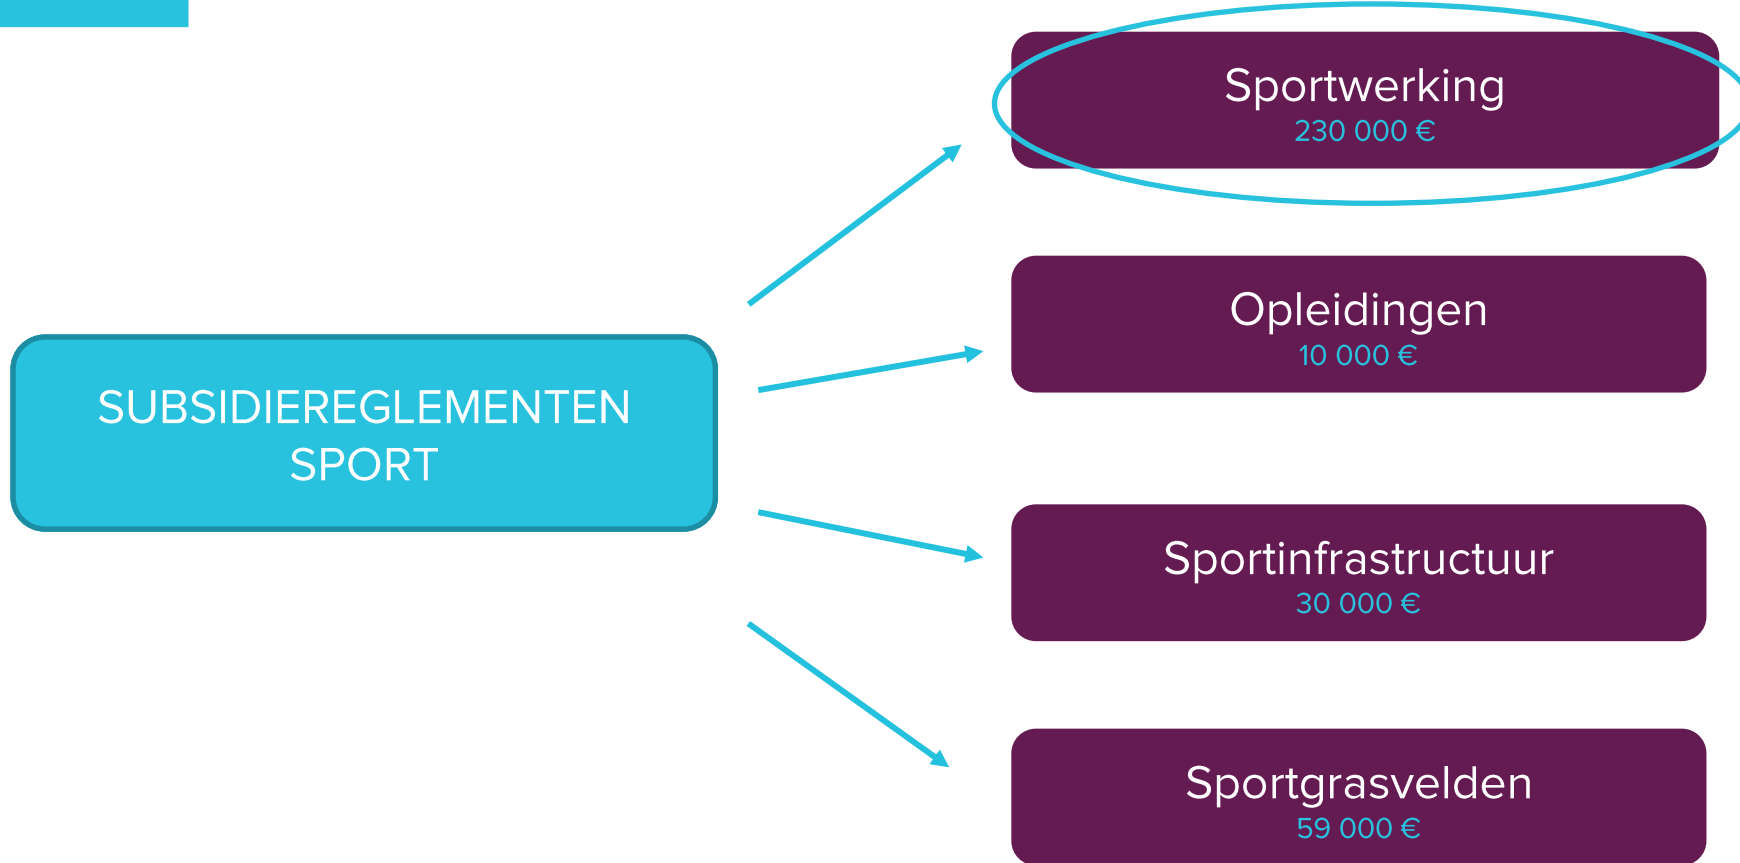 SUBSIDIEREGLEMENTEN
SPORT
Sportwerking
230 000 €
Opleidingen
10 000 €
Sportinfrastructuur
30 000 €
Sportgrasvelden
59 000 €